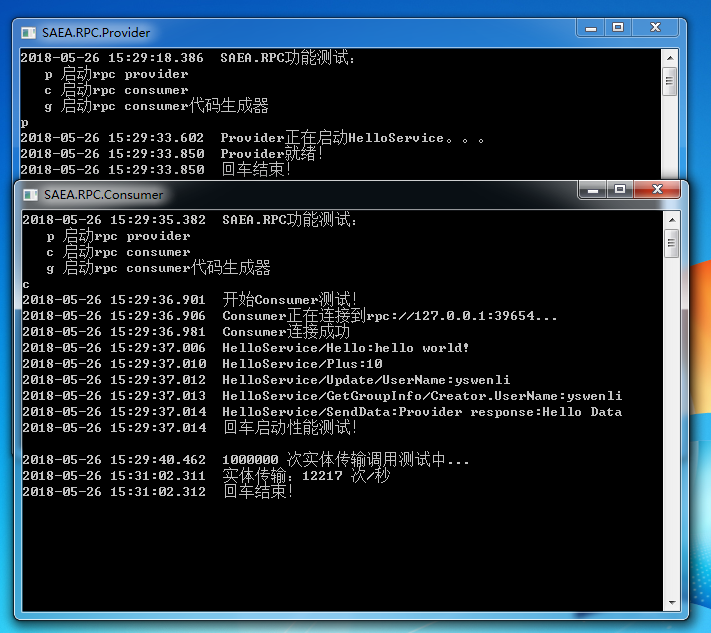 SAEA.RPC.Provider
2018-05-26 15:29:18.386  SAEA.RPC功能测试：
   p 启动rpc provider
   c 启动rpc consumer
   g 启动rpc consumer代码生成器
p
2018-05-26 15:29:33.602  Provider正在启动HelloService。。。
2018-05-26 15:29:33.850  Provider就绪！
2018-05-26 15:29:33.850  回车结束！
SAEA.RPC.Consumer
2018-05-26 15:29:35.382  SAEA.RPC功能测试：
   p 启动rpc provider
   c 启动rpc consumer
   g 启动rpc consumer代码生成器
c
2018-05-26 15:29:36.901  开始Consumer测试！
2018-05-26 15:29:36.906  Consumer正在连接到rpc://127.0.0.1:39654...
2018-05-26 15:29:36.981  Consumer连接成功
2018-05-26 15:29:37.006  HelloService/Hello:hello world!
2018-05-26 15:29:37.010  HelloService/Plus:10
2018-05-26 15:29:37.012  HelloService/Update/UserName:yswenli
2018-05-26 15:29:37.013  HelloService/GetGroupInfo/Creator.UserName:yswenli
2018-05-26 15:29:37.014  HelloService/SendData:Provider response:Hello Data
2018-05-26 15:29:37.014  回车启动性能测试！
2018-05-26 15:29:40.462  1000000 次实体传输调用测试中...
2018-05-26 15:31:02.311  实体传输：12217 次/秒
2018-05-26 15:31:02.312  回车结束！